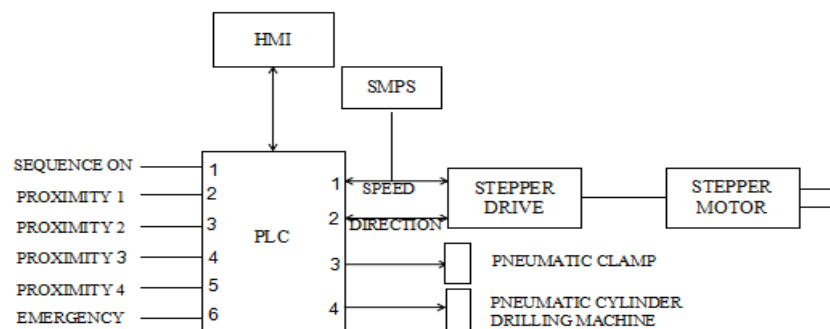 HMI
SMPS
SEQUENCE ON
PROXIMITY 1
PROXIMITY 2
PROXIMITY 3
PROXIMITY 4
EMERGENCY
1
2
3
4
5
6
PLC
1
2
3
4
SPEED
DIRECTION
STEPPER
DRIVE
STEPPER
MOTOR
PNEUMATIC CLAMP
PNEUMATIC CYLINDER
DRILLING MACHINE